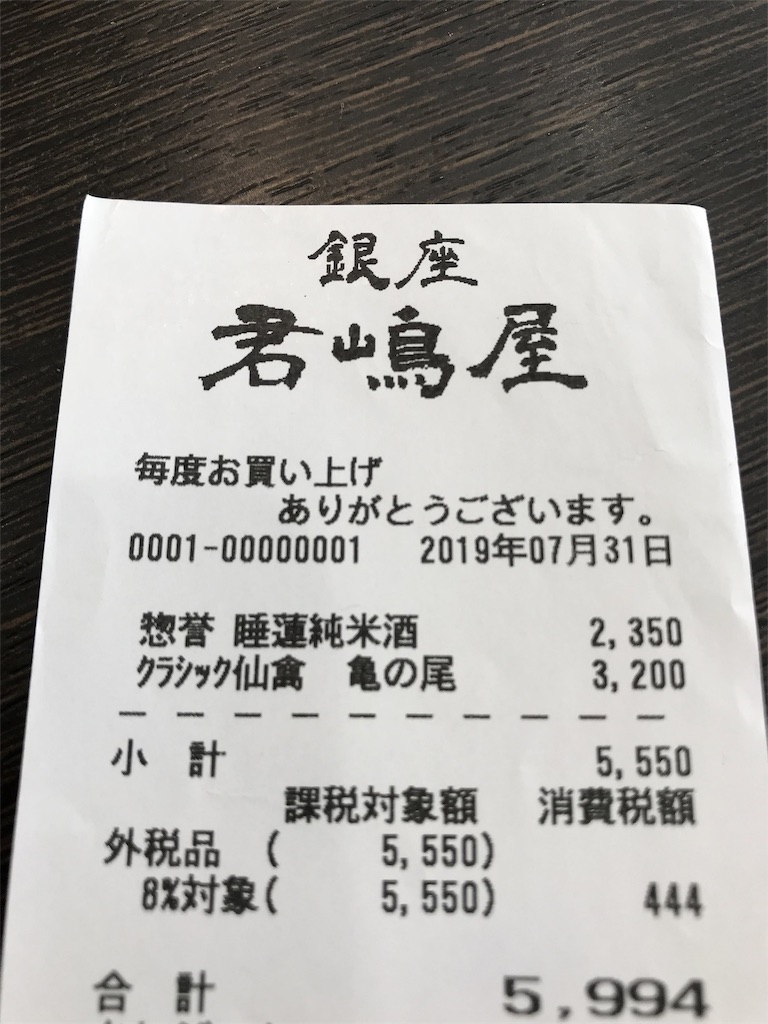 銀座
君嶋屋
毎度お買い上げ
ありがとうございます。
0001-00000001 2019年07月31日
惣誉 睡蓮純米酒 2,350
クラシック仙禽 亀の尾 3,200
小 計 5,550
課税対象額 消費税額
外税品 ( 5,550)
8%対象( 5,550) 444
合 計 5,994